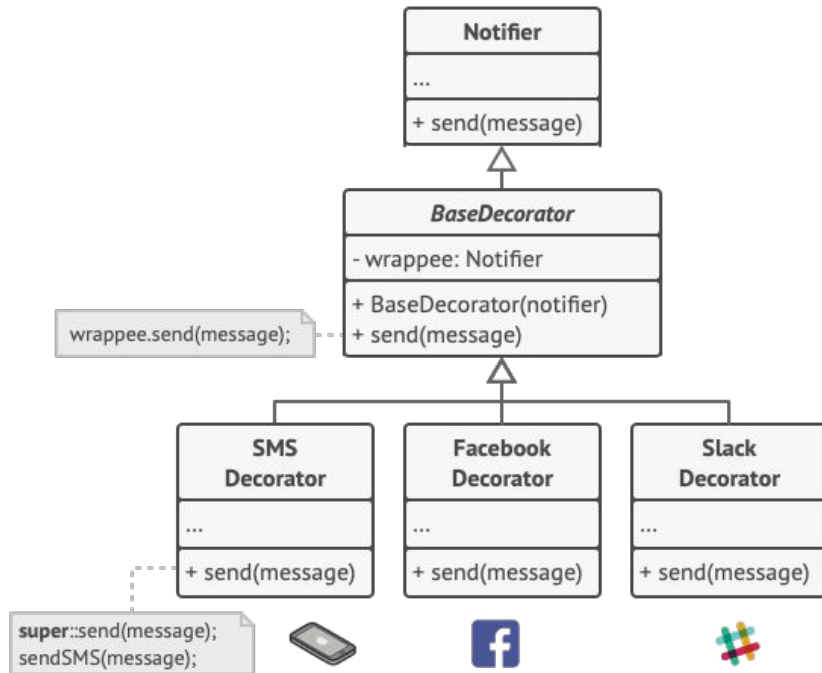 Notifier
...
+ send(message)
BaseDecorator
- wrappee: Notifier
+ BaseDecorator(notifier)
+ send(message)
wrappee.send(message);
SMS
Decorator
...
+ send(message)
Facebook
Decorator
...
+ send(message)
Slack
Decorator
...
+ send(message)
super::send(message);
sendSMS(message);